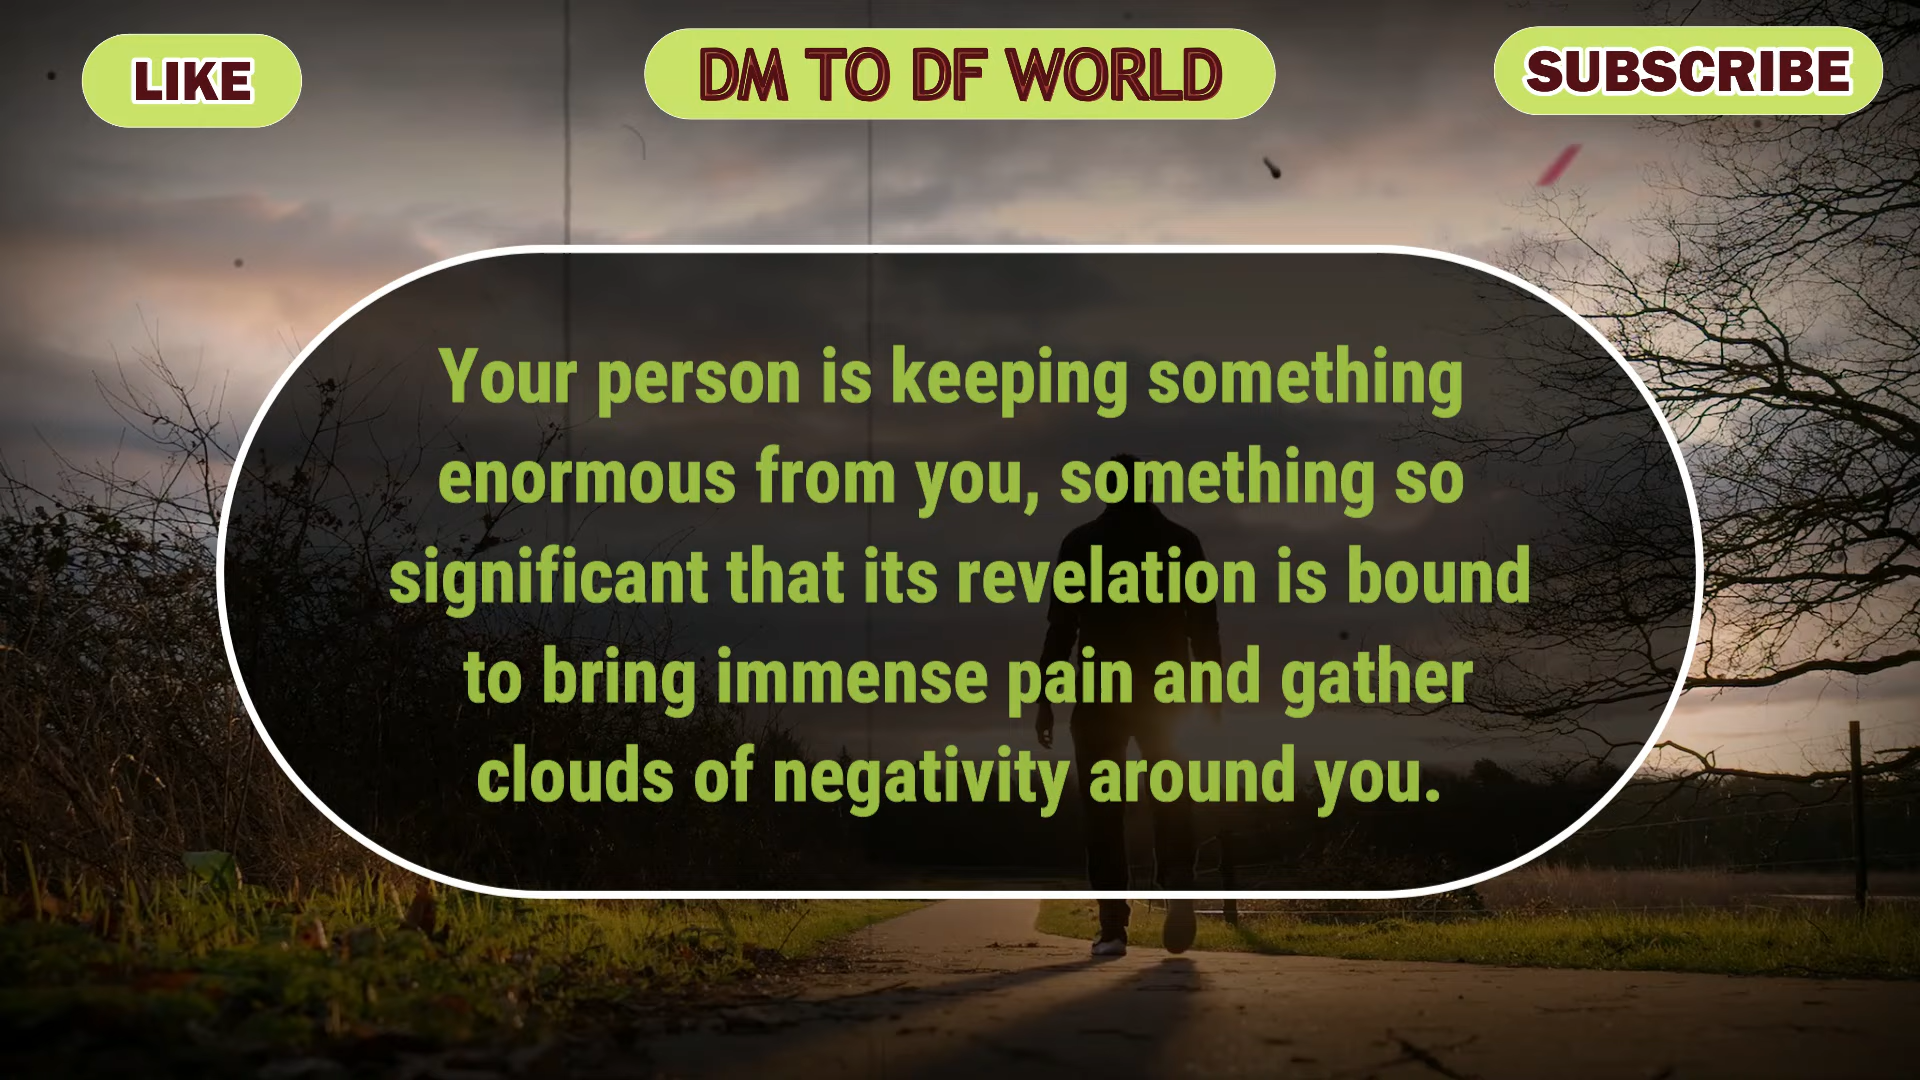 LIKE
DM TO DF WORLD
SUBSCRIBE
Your person is keeping something
enormous from you, something so
significant that its revelation is bound
to bring immense pain and gather
clouds of negativity around you.